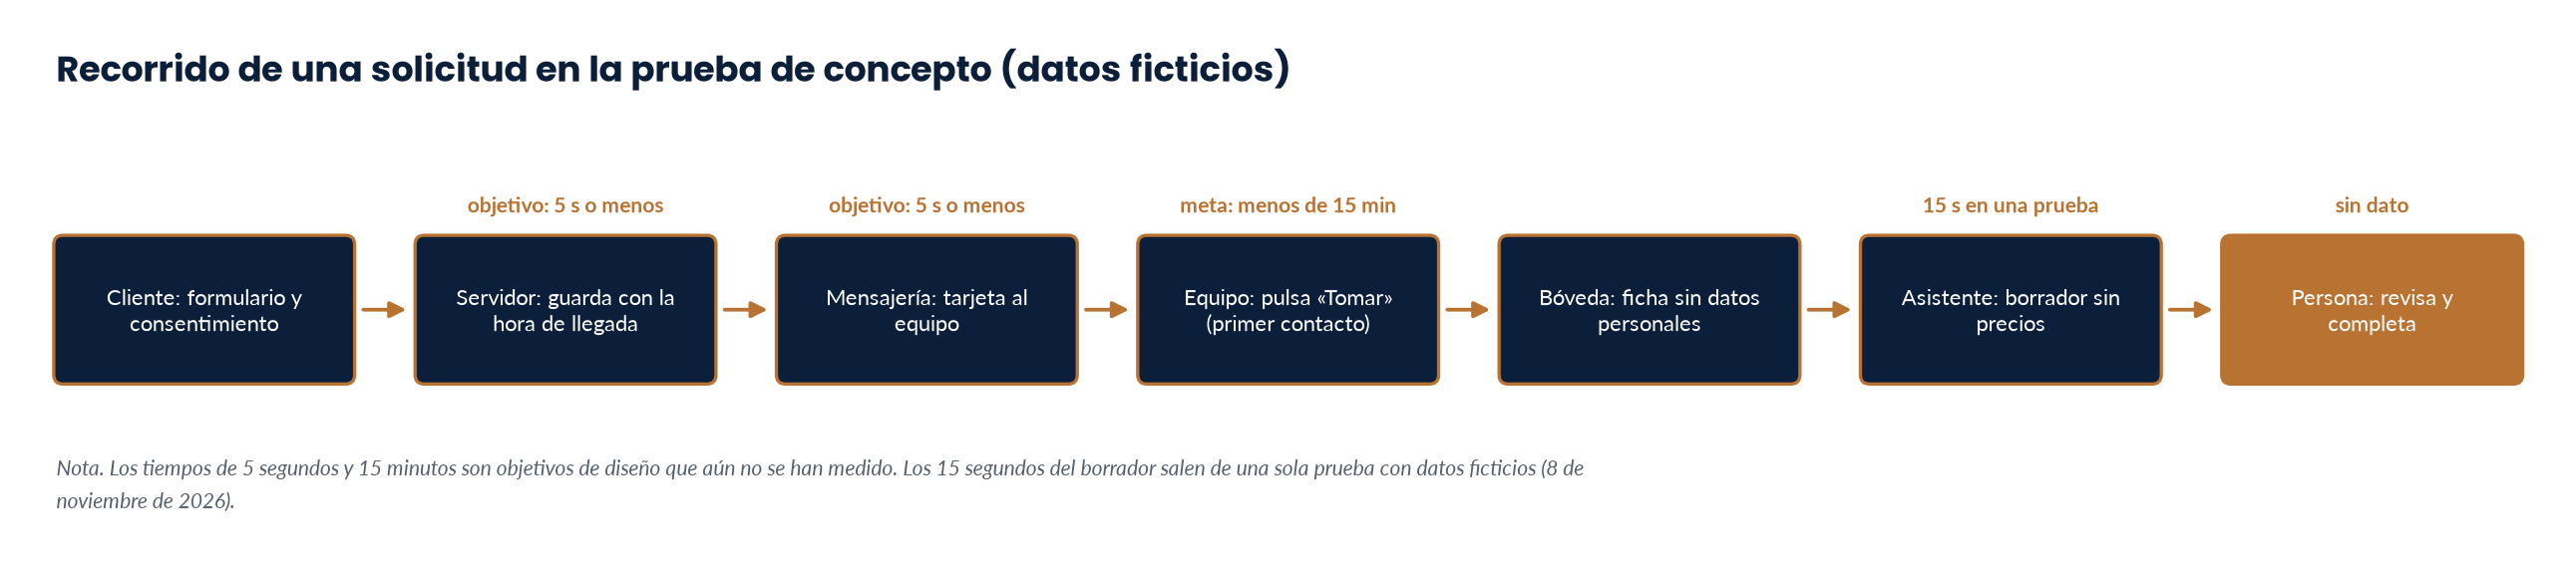 Recorrido de una solicitud en la prueba de concepto (datos ficticios)
objetivo: 5 s o menos
objetivo: 5 s o menos
meta: menos de 15 min
15 s en una prueba
sin dato
Cliente: formulario y
consentimiento
Servidor: guarda con la
hora de llegada
Mensajería: tarjeta al
equipo
Equipo: pulsa «Tomar»
(primer contacto)
Bóveda: ficha sin datos
personales
Asistente: borrador sin
precios
Persona: revisa y
completa
Nota. Los tiempos de 5 segundos y 15 minutos son objetivos de diseño que aún no se han medido. Los 15 segundos del borrador salen de una sola prueba con datos ficticios (8 de
noviembre de 2026).